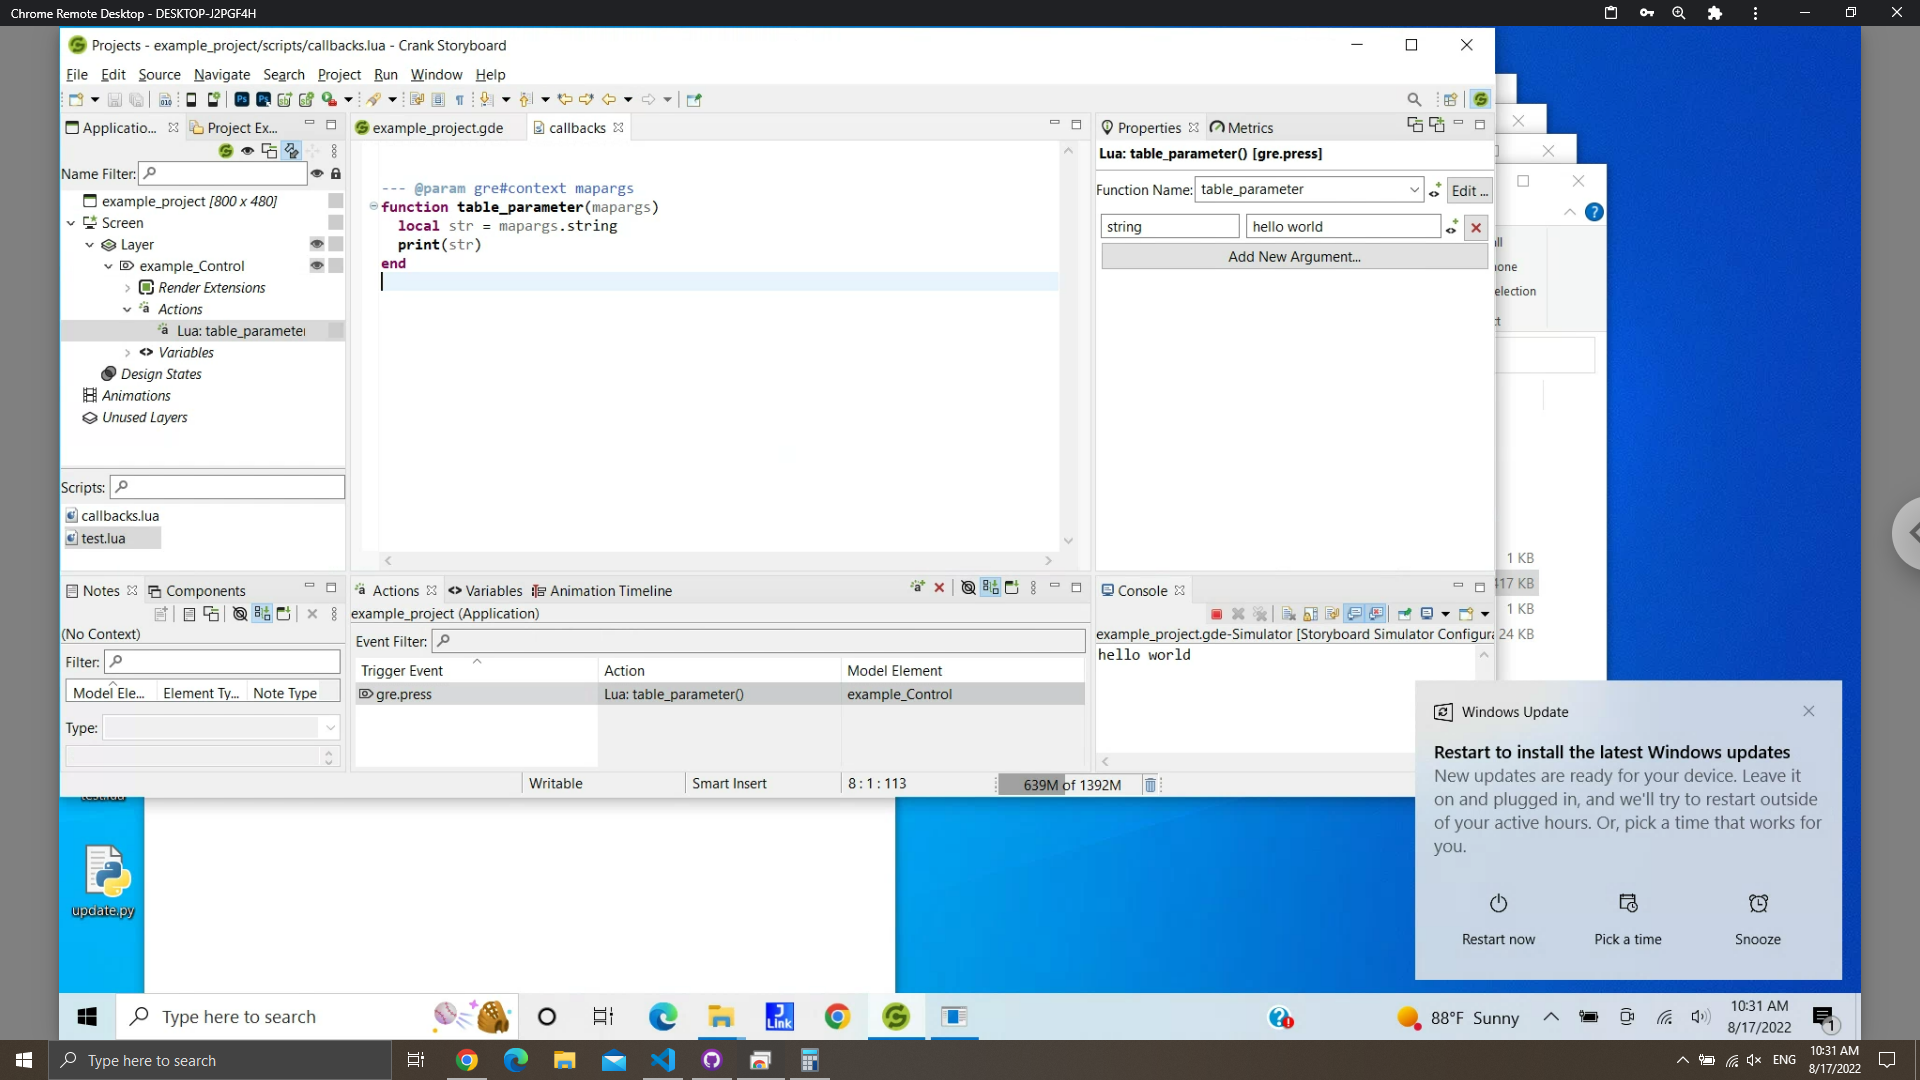 Chrome Remote Desktop - DESKTOP-J2PGF4H
Projects - example_project/scripts/callbacks.lua - Crank Storyboard
File Edit Source Navigate Search Project Run Window Help
Applicatio... Project Ex...
Name Filter:
example_project [800 x 480]
Screen
Layer
example_Control
Render Extensions
Actions
Lua: table_parameter
Variables
Design States
Animations
Unused Layers
Scripts:
callbacks.lua
test.lua
example_project.gde callbacks
--- @param gre#context mapargs
function table_parameter(mapargs)
local str = mapargs.string
print(str)
end
Properties Metrics
Lua: table_parameter() [gre.press]
Function Name: table_parameter Edit ...
string hello world
Add New Argument...
election
Notes Components
(No Context)
Filter:
Model Ele... Element Ty... Note Type
Type:
Actions Variables Animation Timeline
example_project (Application)
Event Filter:
Trigger Event Action Model Element
gre.press Lua: table_parameter() example_Control
Console
example_project.gde-Simulator [Storyboard Simulator Configura
hello world
1 KB
417 KB
1 KB
24 KB
Writable Smart Insert 8 : 1 : 113 639M of 1392M
Windows Update
Restart to install the latest Windows updates
New updates are ready for your device. Leave it
on and plugged in, and we'll try to restart outside
of your active hours. Or, pick a time that works for
you.
Restart now Pick a time Snooze
update.py
Type here to search
J
Link
88°F Sunny
10:31 AM
8/17/2022
1
Type here to search
ENG
10:31 AM
8/17/2022